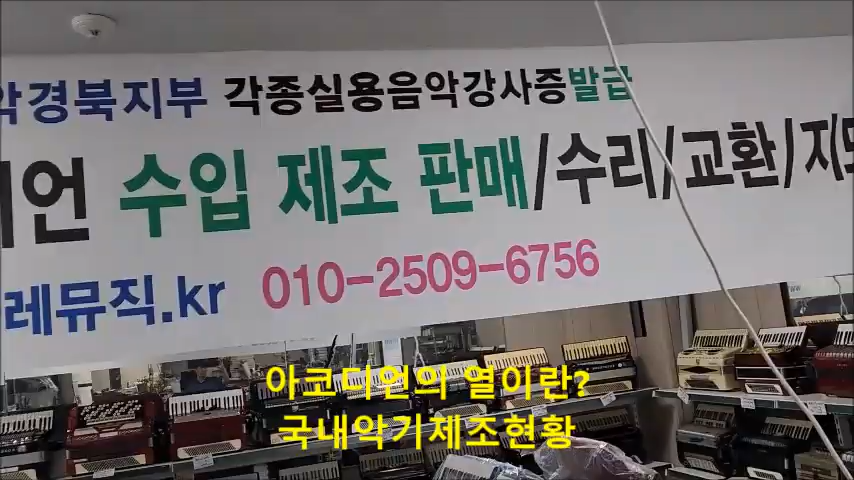 악경북지부 각종실용음악강사증발급
디언 수입 제조 판매/수리/교환/지도
레뮤직.kr 010-2509-6756
아코디언의 열이란?
국내악기제조현황